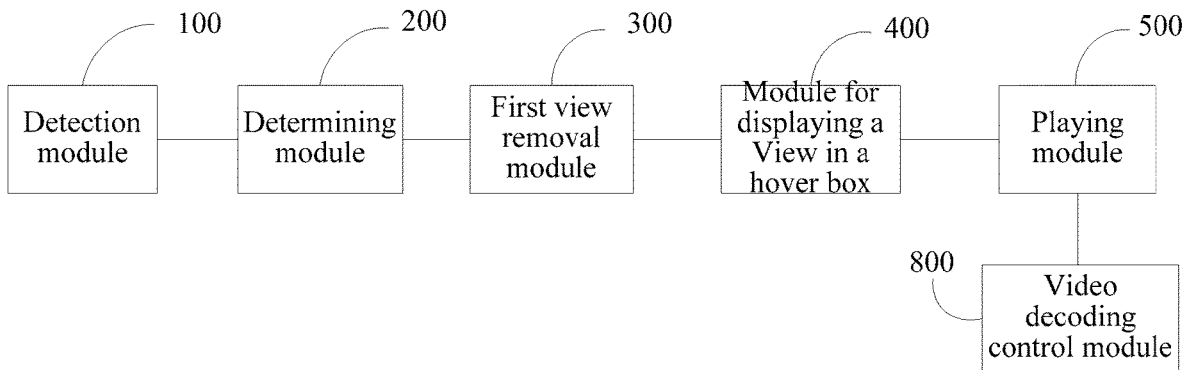 100
200
300
400
500
Detection
module
Determining
module
First view
removal
module
Module for
displaying a
View in a
hover box
Playing
module
800
Video
decoding
control module